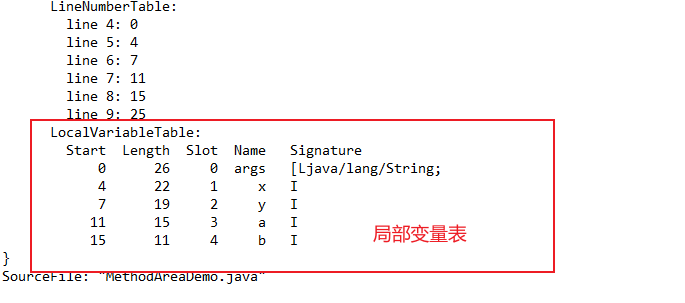 LineNumberTable:
line 4: 0
line 5: 4
line 6: 7
line 7: 11
line 8: 15
line 9: 25
LocalVariableTable:
Start Length Slot Name Signature
0 26 0 args [Ljava/lang/String;
4 22 1 x I
7 19 2 y I
11 15 3 a I
15 11 4 b I
局部变量表
}
SourceFile: "MethodAreaDemo.java"